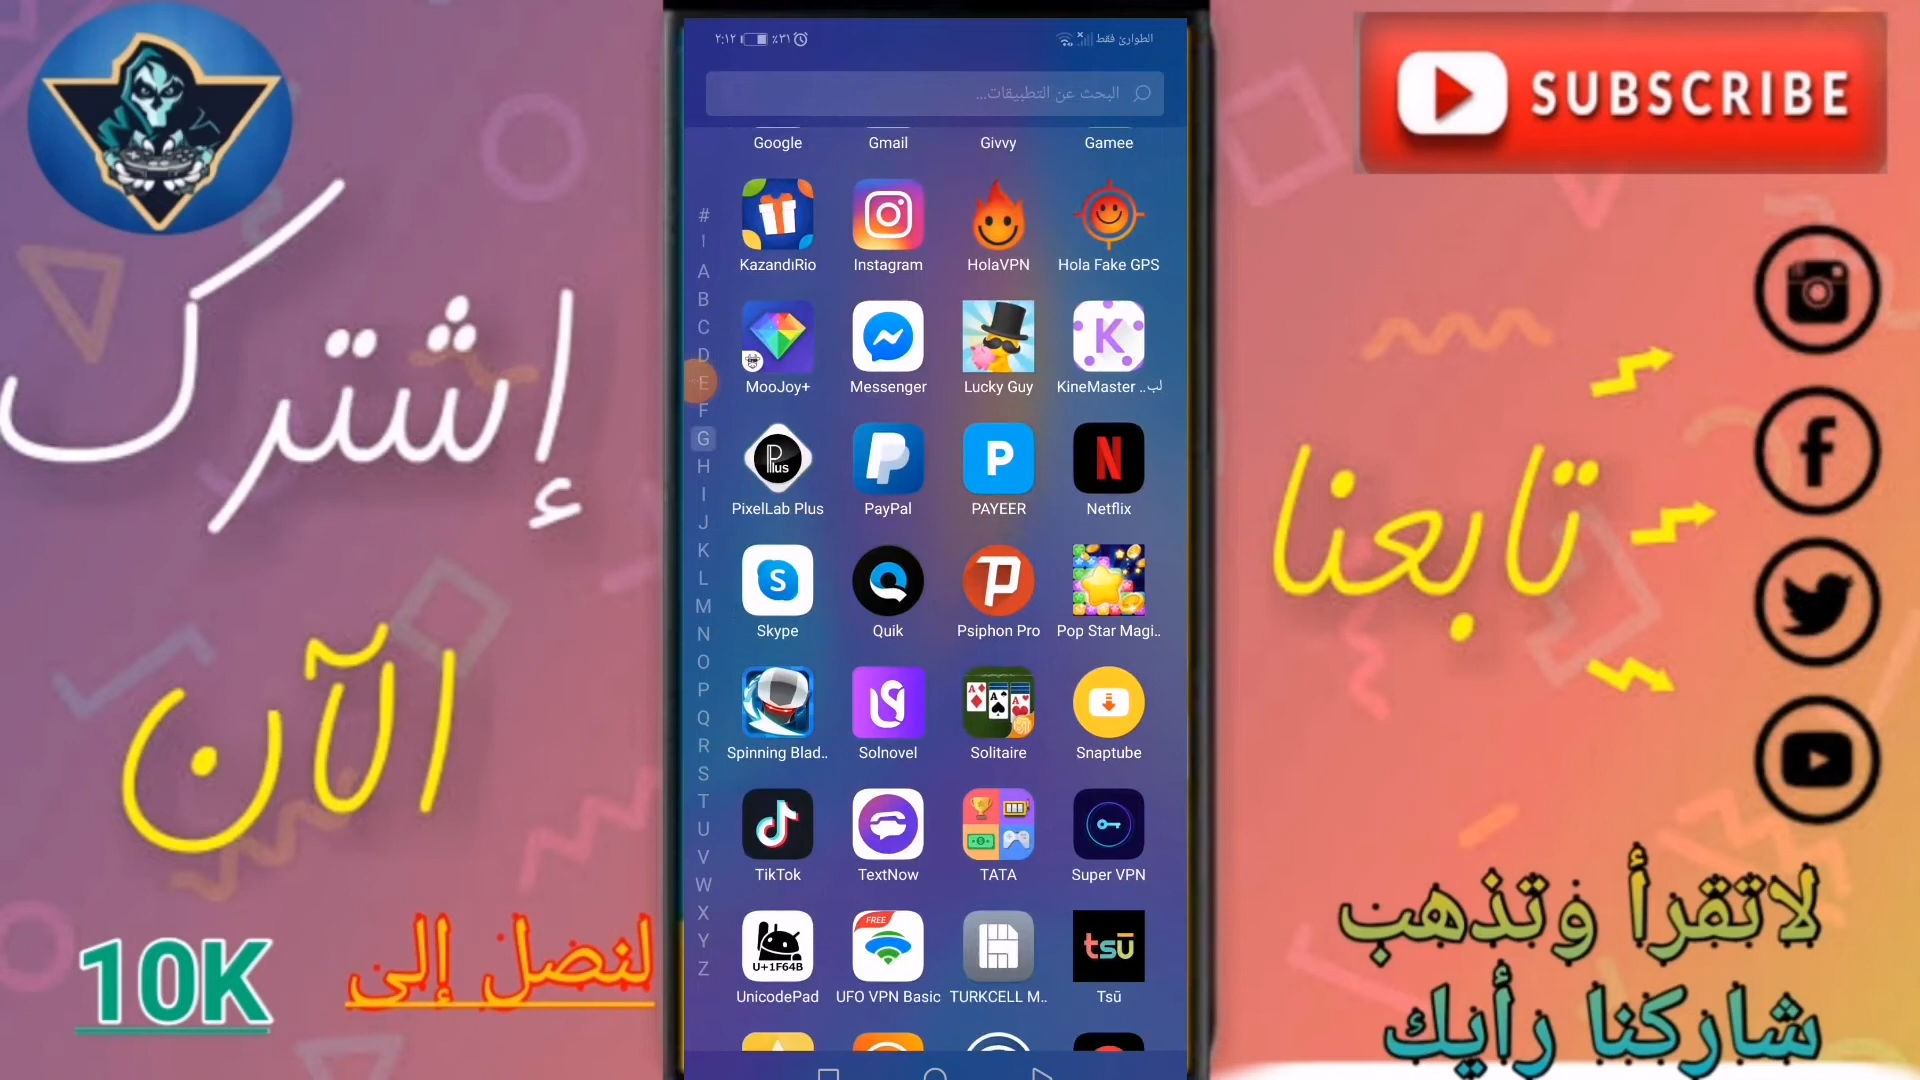 ٢:١٢ ٪٣١ الطوارئ فقط
البحث عن التطبيقات...
Google Gmail Givvy Gamee
KazandıRio Instagram HolaVPN Hola Fake GPS
MooJoy+ Messenger Lucky Guy KineMaster ..لب
PixelLab Plus PayPal PAYEER Netflix
Skype Quik Psiphon Pro Pop Star Magi..
Spinning Blad.. Solnovel Solitaire Snaptube
TikTok TextNow TATA Super VPN
U+1F64B FREE tsū
UnicodePad UFO VPN Basic TURKCELL M.. Tsū
#
ا
A
B
C
D
E
F
G
H
I
J
K
L
M
N
O
P
Q
R
S
T
U
V
W
X
Y
Z
إشترك
الآن
لنصل إلى 10K
SUBSCRIBE
تابعنا
لاتقرأ وتذهب
شاركنا رأيك